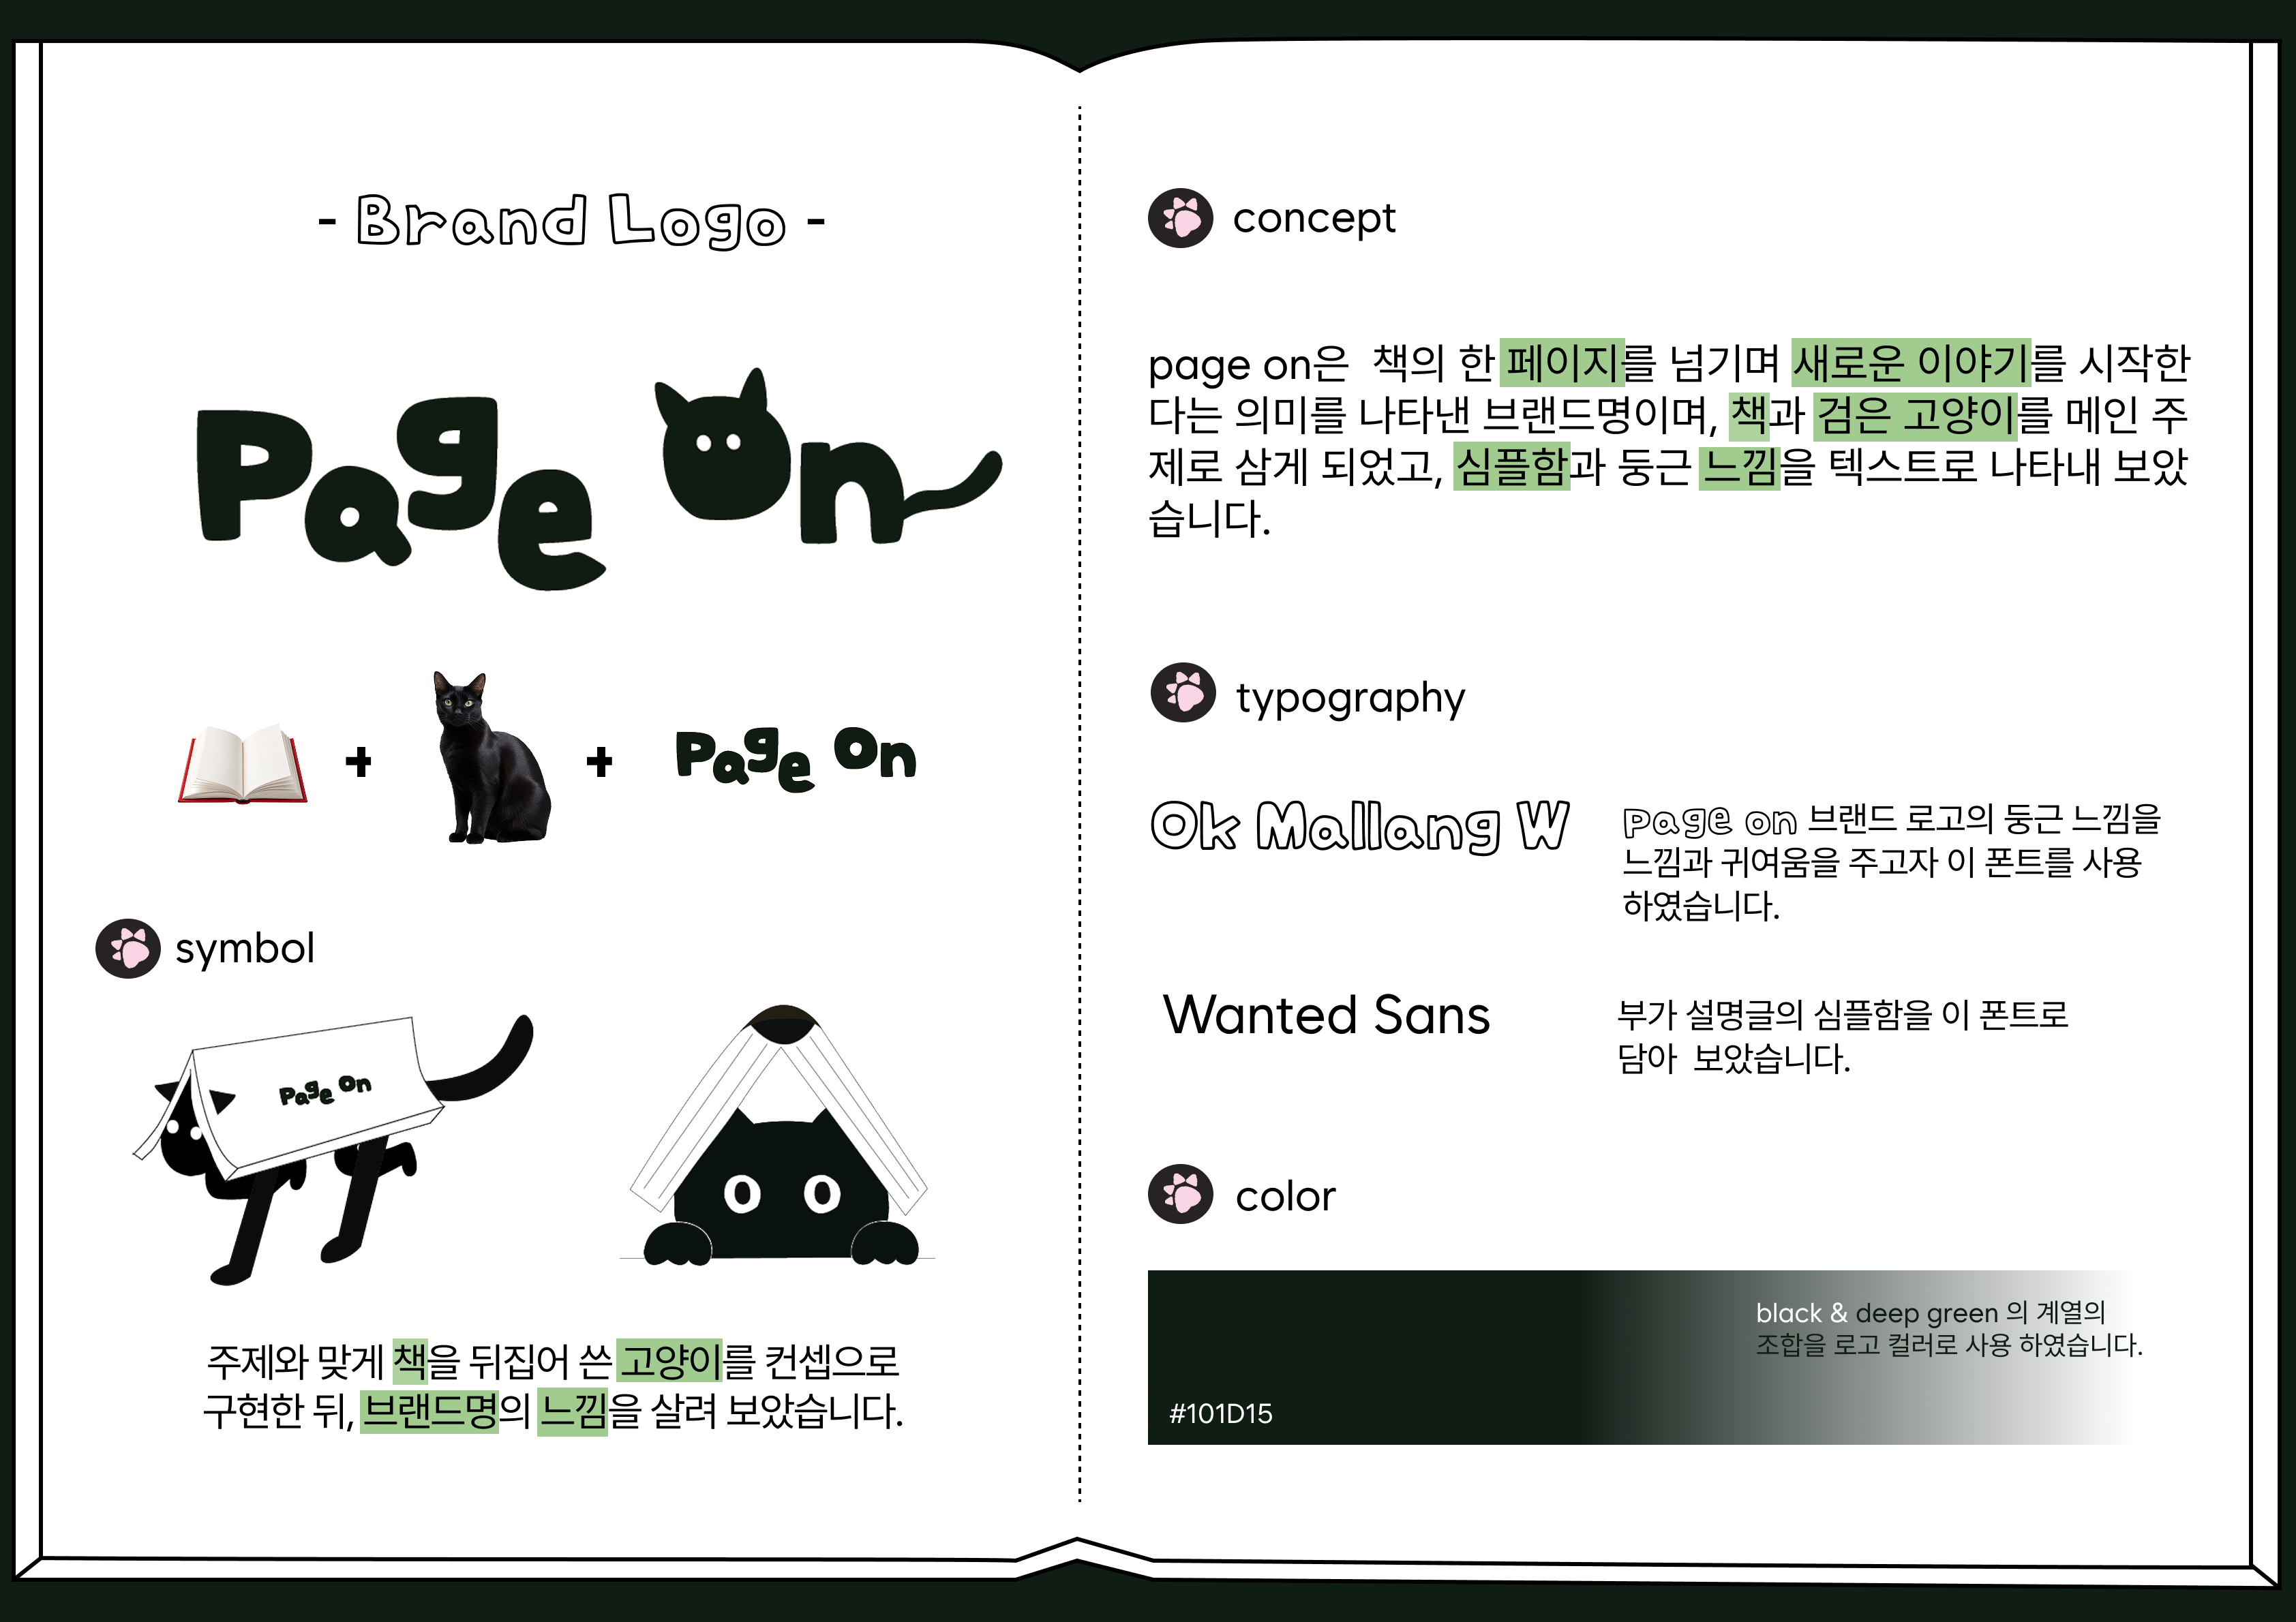 - Brand Logo -
Page On
+ + Page On
symbol
Page On
주제와 맞게 책을 뒤집어 쓴 고양이를 컨셉으로
구현한 뒤, 브랜드명의 느낌을 살려 보았습니다.
concept
page on은 책의 한 페이지를 넘기며 새로운 이야기를 시작한
다는 의미를 나타낸 브랜드명이며, 책과 검은 고양이를 메인 주
제로 삼게 되었고, 심플함과 둥근 느낌을 텍스트로 나타내 보았
습니다.
typography
Ok Mallang W
Page on 브랜드 로고의 둥근 느낌을
느낌과 귀여움을 주고자 이 폰트를 사용
하였습니다.
Wanted Sans
부가 설명글의 심플함을 이 폰트로
담아 보았습니다.
color
black & deep green 의 계열의
조합을 로고 컬러로 사용 하였습니다.
#101D15